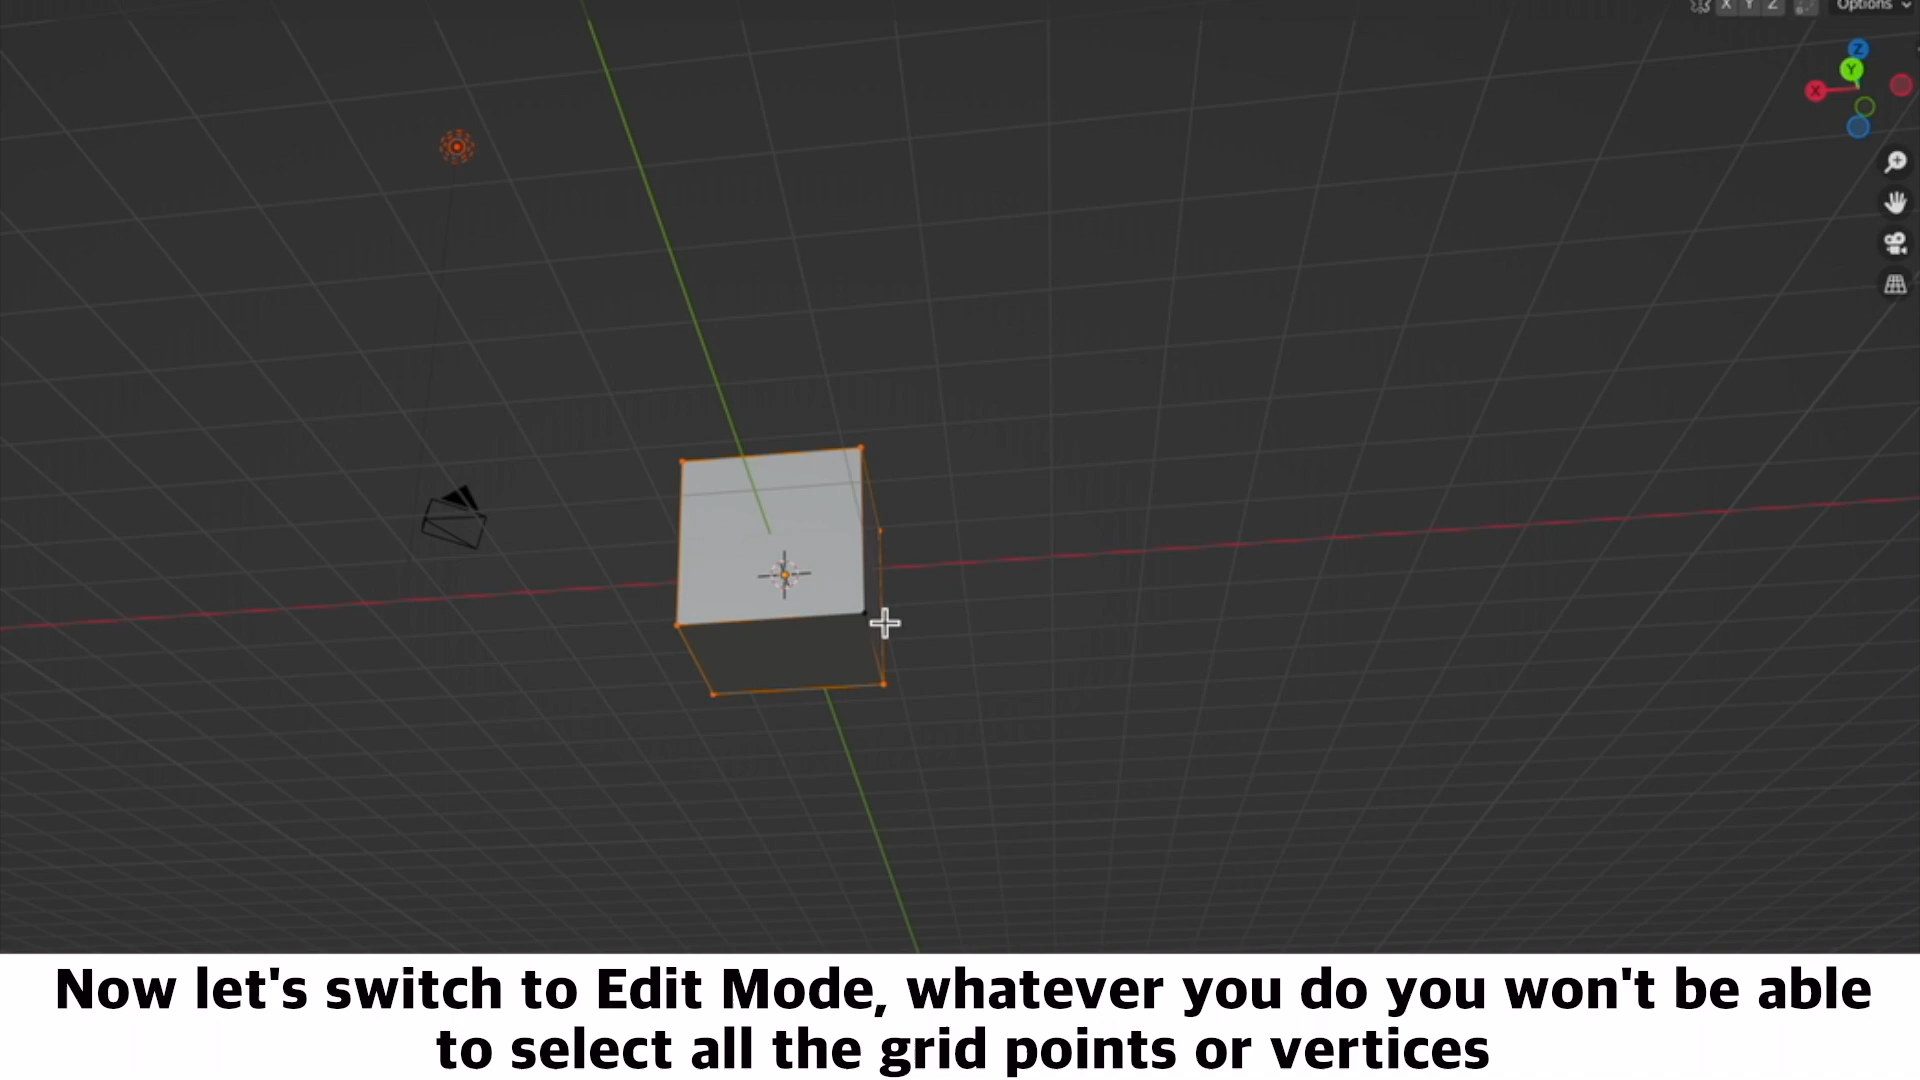 X Y Z Options
Z
Y
X
Now let's switch to Edit Mode, whatever you do you won't be able
to select all the grid points or vertices